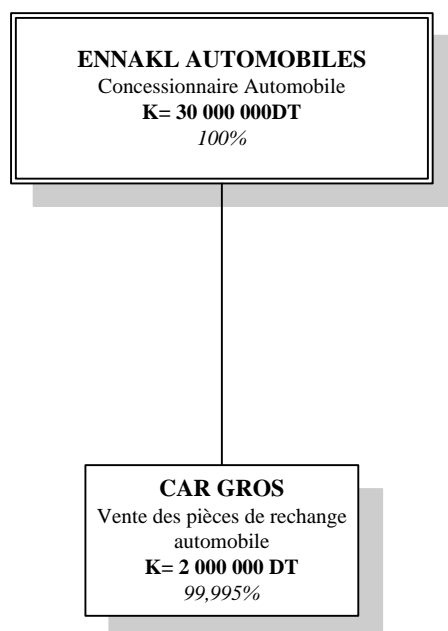 ENNAKL AUTOMOBILES
Concessionnaire Automobile
K= 30 000 000DT
100%
CAR GROS
Vente des pièces de rechange
automobile
K= 2 000 000 DT
99,995%